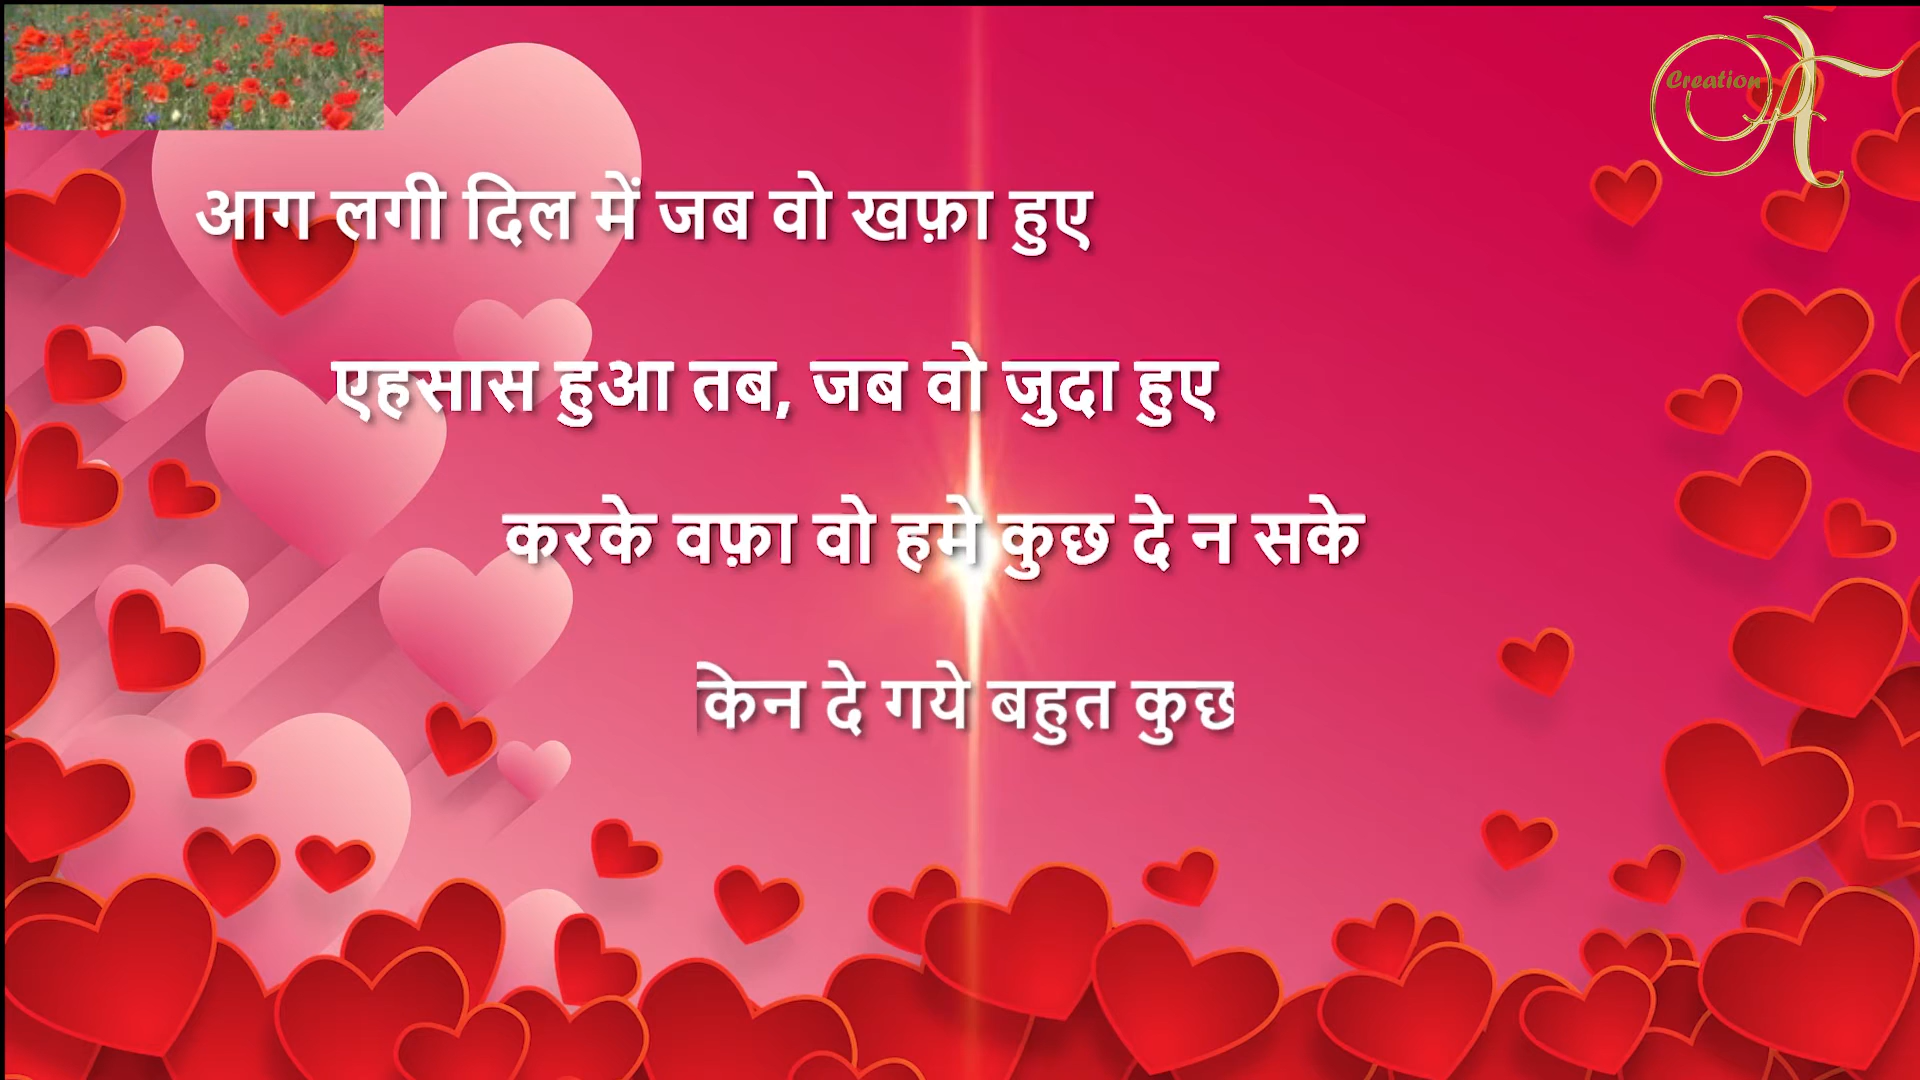 Creation
आग लगी दिल में जब वो खफ़ा हुए
एहसास हुआ तब, जब वो जुदा हुए
करके वफ़ा वो हमे कुछ दे न सके
किन दे गये बहुत कुछ